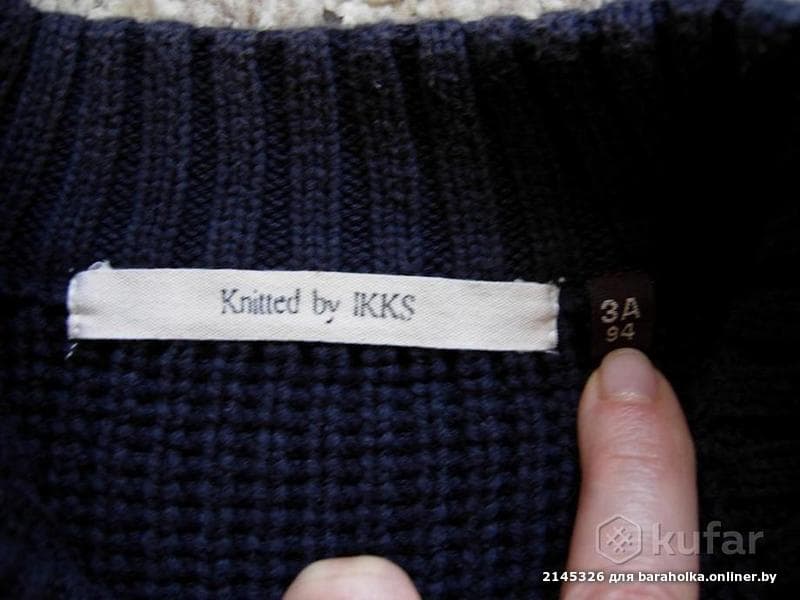 Knitted by IKKS
3A
94
kufar
2145326 для baraholka.onliner.by